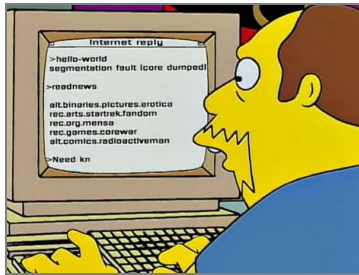 Internet reply
>hello-world
segmentation fault (core dumped)
>readnews
alt.binaries.pictures.erotica
rec.arts.startrek.fandom
rec.org.mensa
rec.games.corewar
alt.comics.radioactiveman
>Need kn